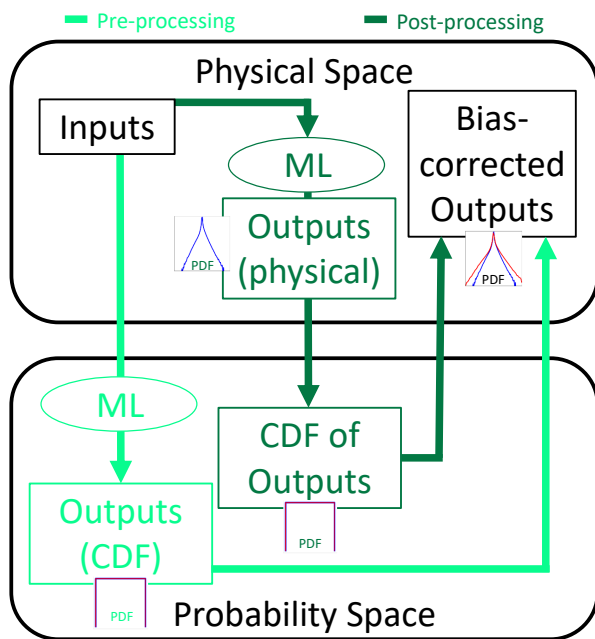 Pre-processing
Post-processing
Physical Space
Inputs
ML
Outputs
(physical)
PDF
Bias-
corrected
Outputs
PDF
ML
Outputs
(CDF)
PDF
CDF of
Outputs
PDF
Probability Space